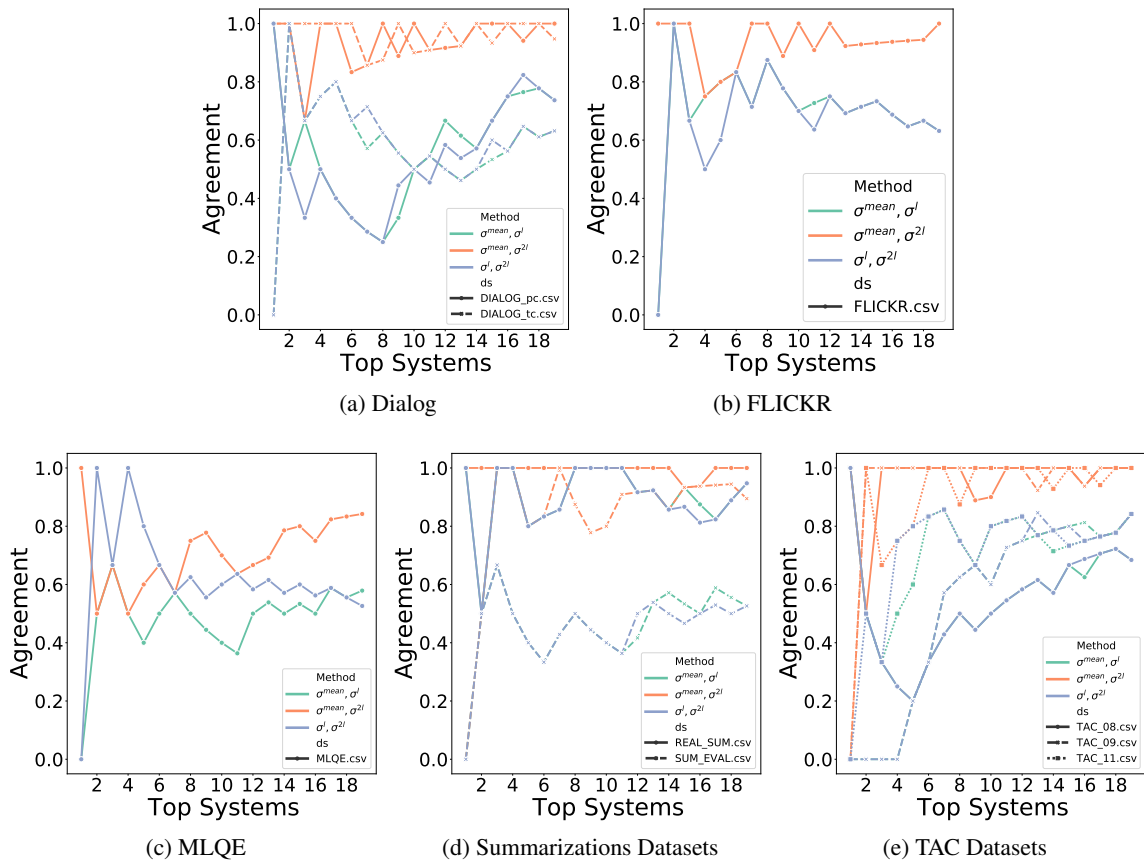 1.0
0.8
0.6
0.4
0.2
0.0
Agreement
2 4 6 8 10 12 14 16 18
Top Systems
Method
σ^{mean}, σ^{l}
σ^{mean}, σ^{2l}
σ^{l}, σ^{2l}
ds
DIALOG_pc.csv
DIALOG_tc.csv
(a) Dialog
1.0
0.8
0.6
0.4
0.2
0.0
Agreement
2 4 6 8 10 12 14 16 18
Top Systems
Method
σ^{mean}, σ^{l}
σ^{mean}, σ^{2l}
σ^{l}, σ^{2l}
ds
FLICKR.csv
(b) FLICKR
1.0
0.8
0.6
0.4
0.2
0.0
Agreement
2 4 6 8 10 12 14 16 18
Top Systems
Method
σ^{mean}, σ^{l}
σ^{mean}, σ^{2l}
σ^{l}, σ^{2l}
ds
MLQE.csv
(c) MLQE
1.0
0.8
0.6
0.4
0.2
0.0
Agreement
2 4 6 8 10 12 14 16 18
Top Systems
Method
σ^{mean}, σ^{l}
σ^{mean}, σ^{2l}
σ^{l}, σ^{2l}
ds
REAL_SUM.csv
SUM_EVAL.csv
(d) Summarizations Datasets
1.0
0.8
0.6
0.4
0.2
0.0
Agreement
2 4 6 8 10 12 14 16 18
Top Systems
Method
σ^{mean}, σ^{l}
σ^{mean}, σ^{2l}
σ^{l}, σ^{2l}
ds
TAC_08.csv
TAC_09.csv
TAC_11.csv
(e) TAC Datasets